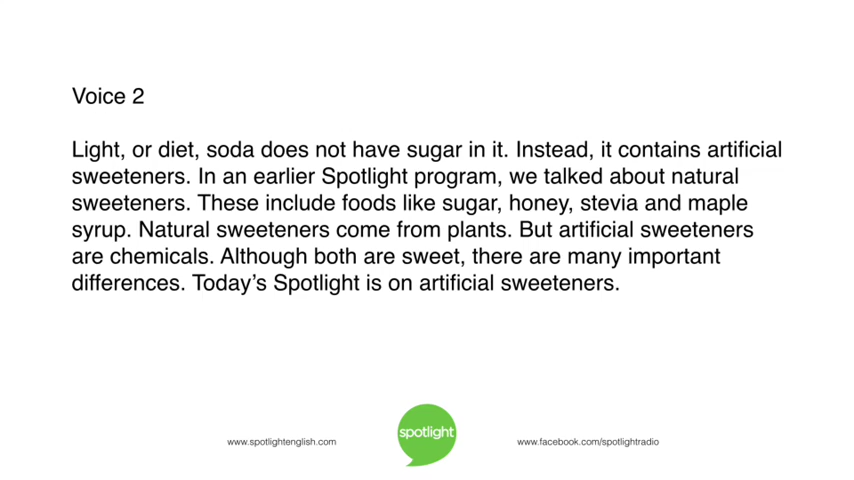 Voice 2
Light, or diet, soda does not have sugar in it. Instead, it contains artificial
sweeteners. In an earlier Spotlight program, we talked about natural
sweeteners. These include foods like sugar, honey, stevia and maple
syrup. Natural sweeteners come from plants. But artificial sweeteners
are chemicals. Although both are sweet, there are many important
differences. Today’s Spotlight is on artificial sweeteners.
www.spotlightenglish.com
spotlight
www.facebook.com/spotlightradio